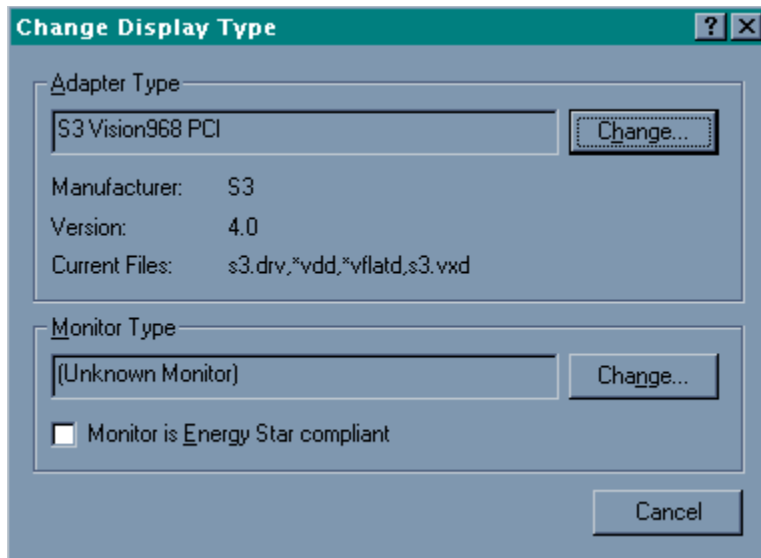 Change Display Type
Adapter Type
S3 Vision968 PCI
Change...
Manufacturer: S3
Version: 4.0
Current Files: s3.drv,*vdd,*vflatd,s3.vxd
Monitor Type
(Unknown Monitor)
Change...
Monitor is Energy Star compliant
Cancel